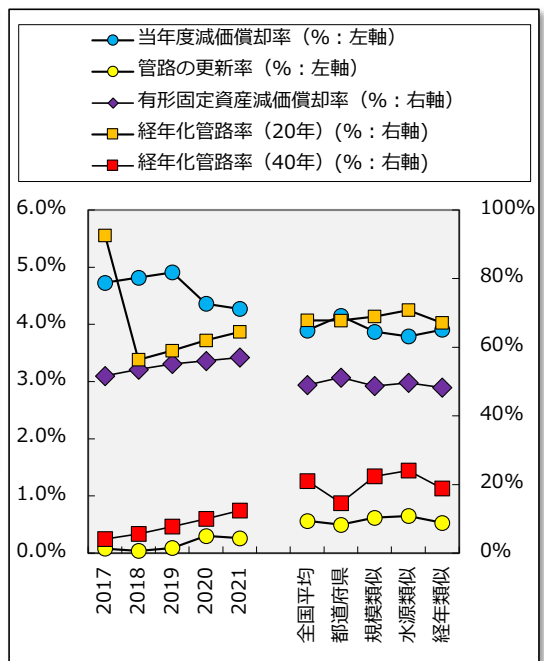 当年度減価償却率（%：左軸）
管路の更新率（%：左軸）
有形固定資産減価償却率（%：右軸）
経年化管路率（20年）(%：右軸)
経年化管路率（40年）(%：右軸)
6.0%
5.0%
4.0%
3.0%
2.0%
1.0%
0.0%
100%
80%
60%
40%
20%
0%
2017
2018
2019
2020
2021
全国平均
都道府県
規模類似
水源類似
経年類似